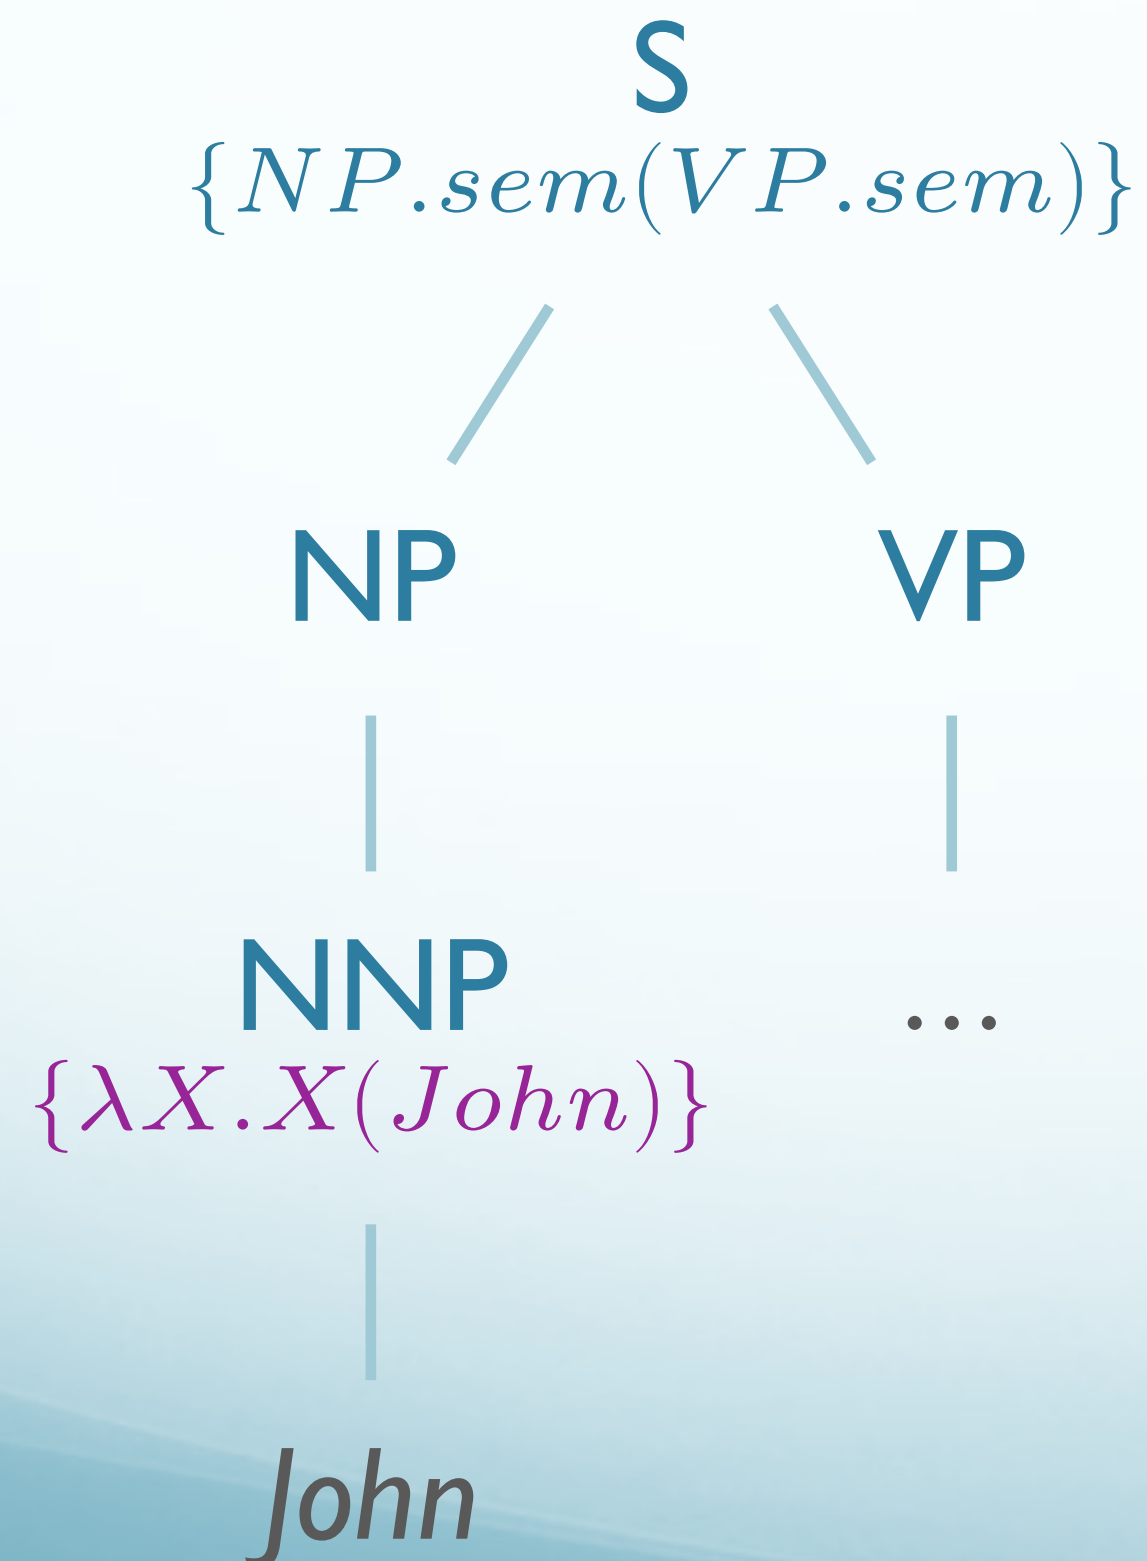 S
{NP.sem(VP.sem)}
NP VP
NNP ...
{λX.X(John)}
John